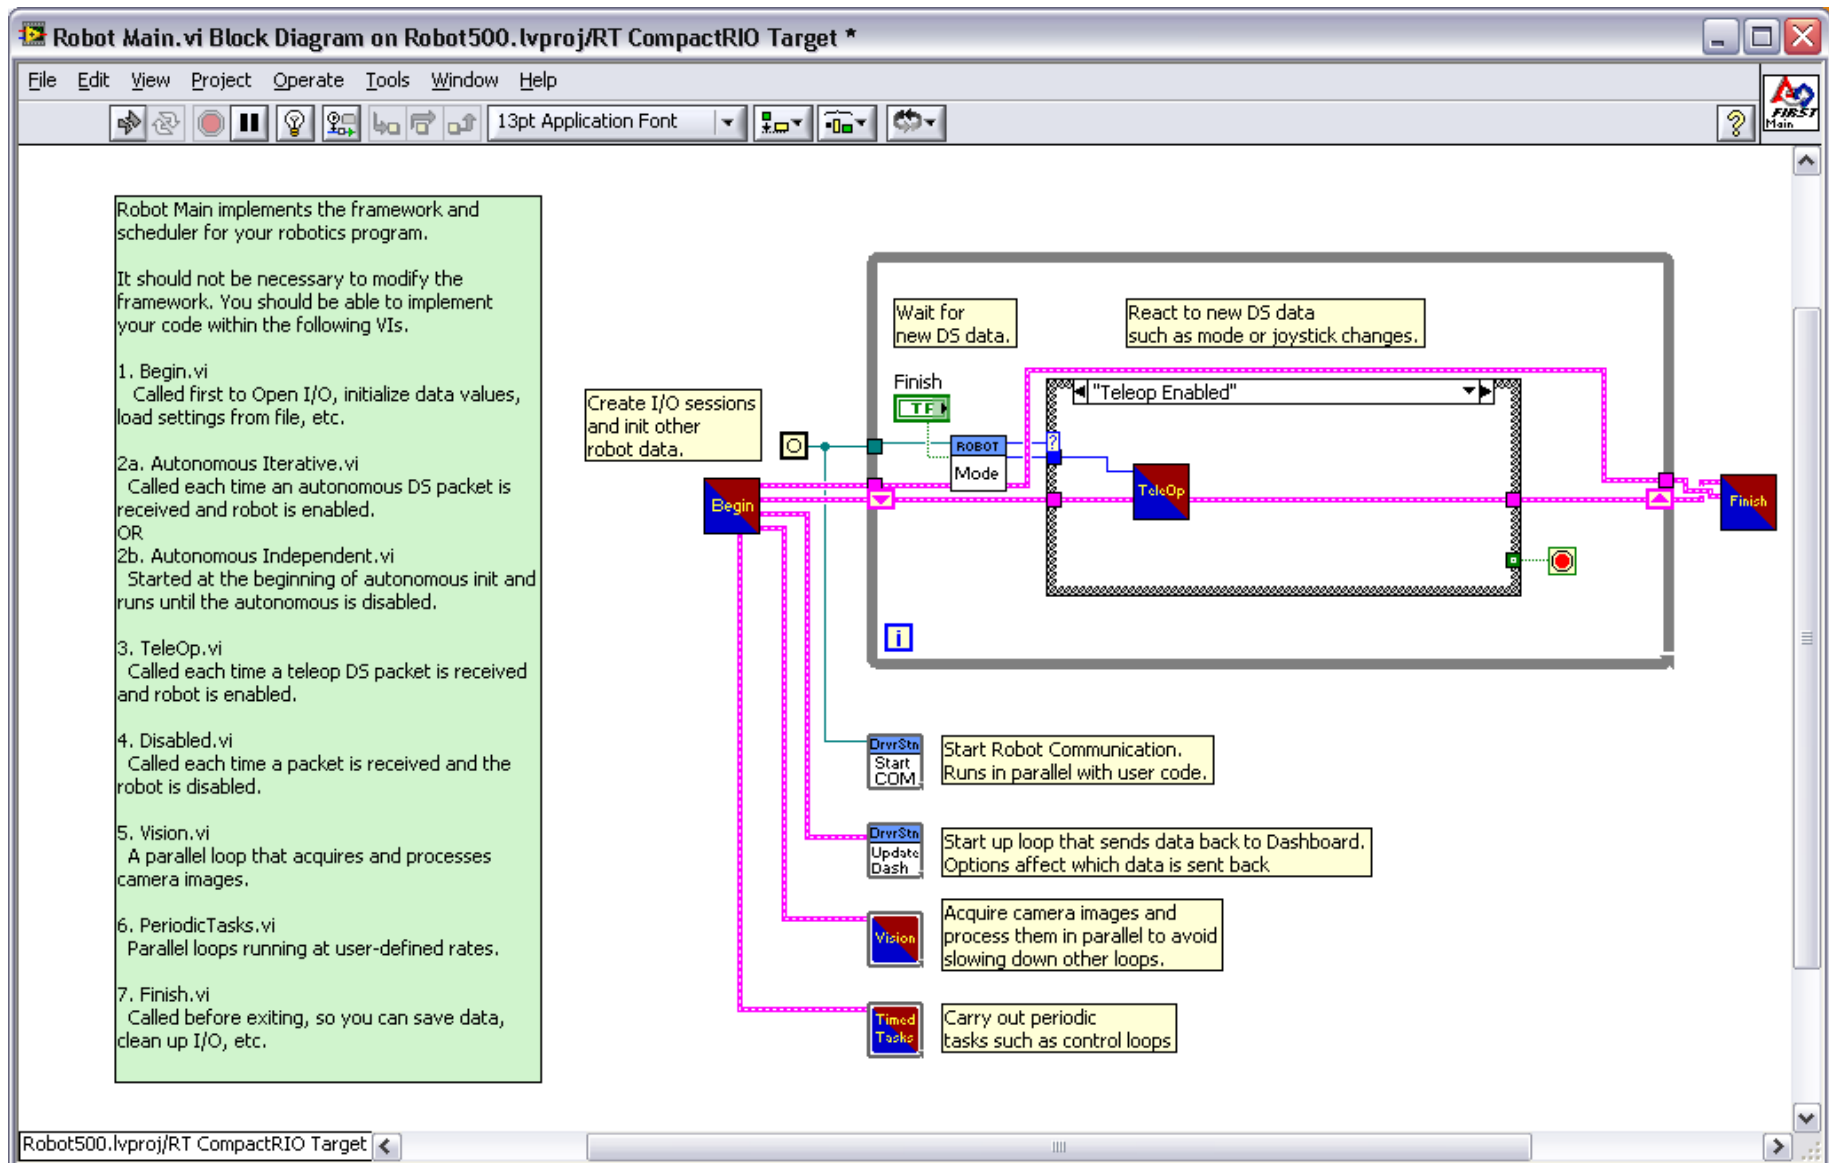 Robot Main.vi Block Diagram on Robot500.lvproj/RT CompactRIO Target *
File Edit View Project Operate Tools Window Help
13pt Application Font
FIRST
Main
Robot Main implements the framework and
scheduler for your robotics program.
It should not be necessary to modify the
framework. You should be able to implement
your code within the following VIs.
1. Begin.vi
Called first to Open I/O, initialize data values,
load settings from file, etc.
2a. Autonomous Iterative.vi
Called each time an autonomous DS packet is
received and robot is enabled.
OR
2b. Autonomous Independent.vi
Started at the beginning of autonomous init and
runs until the autonomous is disabled.
3. TeleOp.vi
Called each time a teleop DS packet is received
and robot is enabled.
4. Disabled.vi
Called each time a packet is received and the
robot is disabled.
5. Vision.vi
A parallel loop that acquires and processes
camera images.
6. PeriodicTasks.vi
Parallel loops running at user-defined rates.
7. Finish.vi
Called before exiting, so you can save data,
clean up I/O, etc.
Create I/O sessions
and init other
robot data.
Begin
Wait for
new DS data.
React to new DS data
such as mode or joystick changes.
Finish
TF
"Teleop Enabled"
ROBOT
Mode
?
TeleOp
Finish
i
DrvrStn
Start
COM
Start Robot Communication.
Runs in parallel with user code.
DrvrStn
Update
Dash
Start up loop that sends data back to Dashboard.
Options affect which data is sent back
Vision
Acquire camera images and
process them in parallel to avoid
slowing down other loops.
Timed
Tasks
Carry out periodic
tasks such as control loops
Robot500.lvproj/RT CompactRIO Target